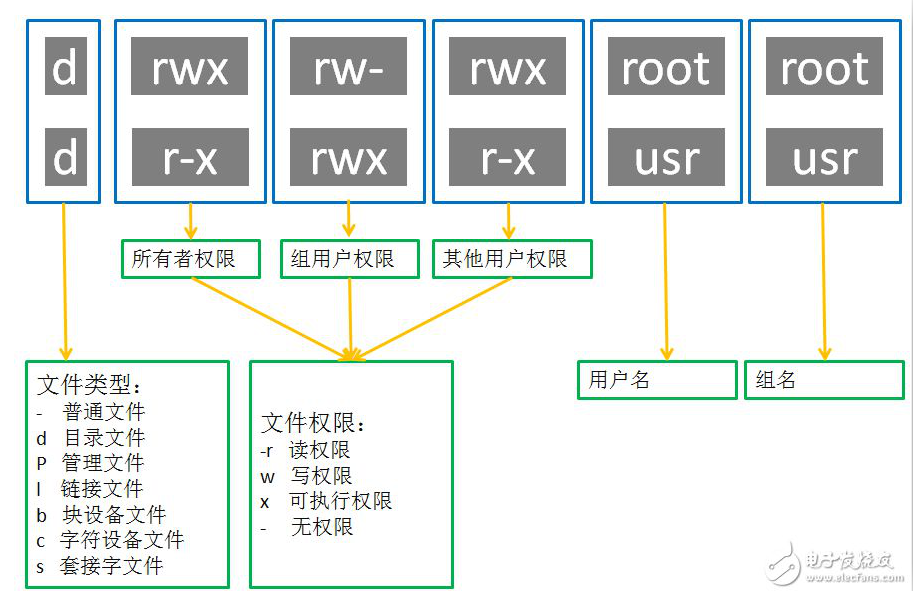 d rwx rw- rwx root root
d r-x rwx r-x usr usr
所有者权限 组用户权限 其他用户权限
文件类型：
- 普通文件
d 目录文件
P 管理文件
l 链接文件
b 块设备文件
c 字符设备文件
s 套接字文件
文件权限：
-r 读权限
w 写权限
x 可执行权限
- 无权限
用户名
组名
电子发烧友
www.elecfans.com